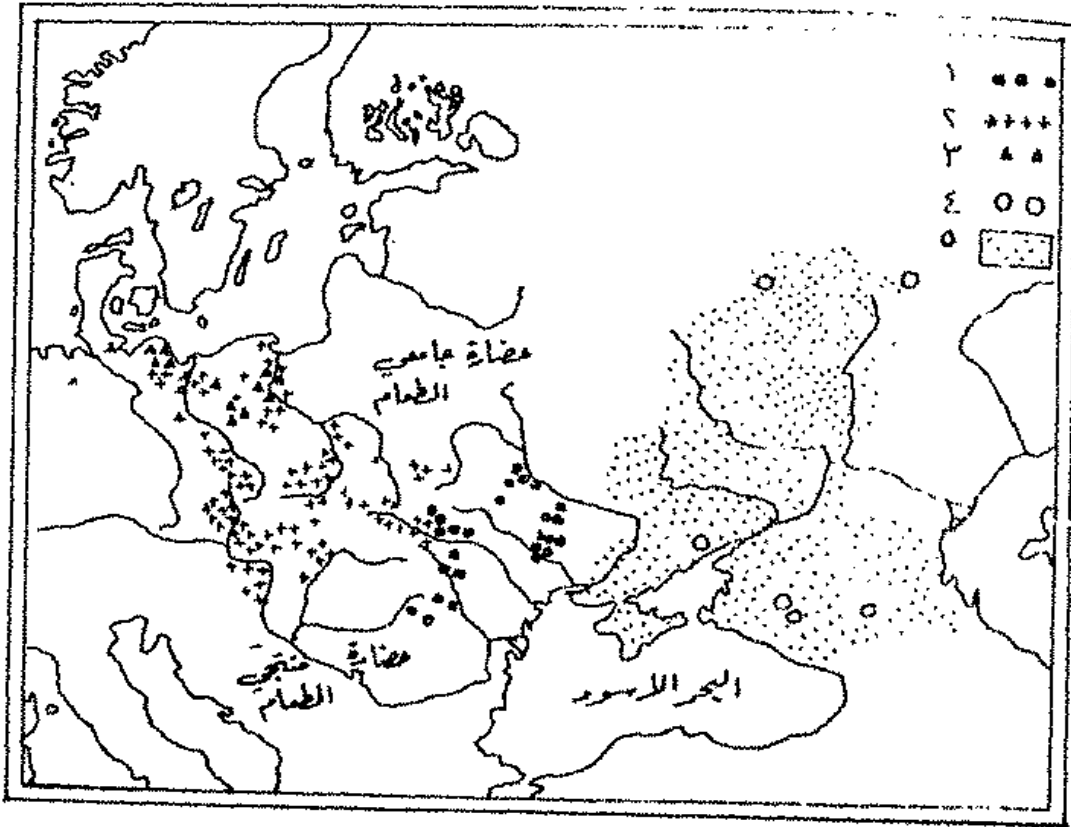 ١
٢
٣
٤
٥
حضارة جامعي
الطعام
حضارة منتجي
الطعام
البحر الاسود